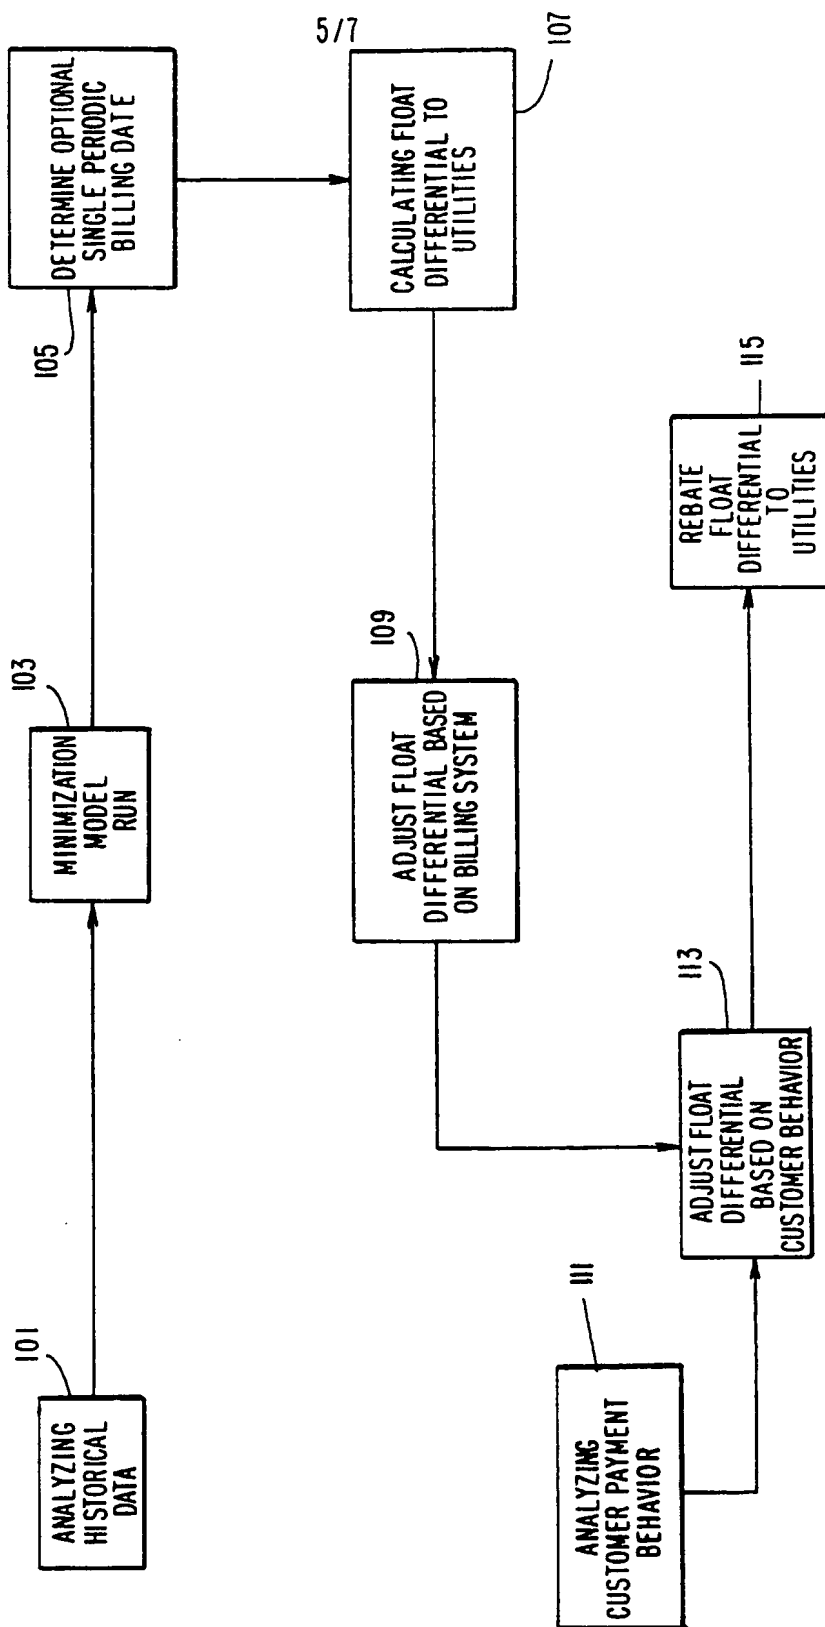 5/7
101
ANALYZING
HISTORICAL
DATA
103
MINIMIZATION
MODEL
RUN
105
DETERMINE OPTIONAL
SINGLE PERIODIC
BILLING DATE
107
CALCULATING FLOAT
DIFFERENTIAL TO
UTILITIES
109
ADJUST FLOAT
DIFFERENTIAL BASED
ON BILLING SYSTEM
111
ANALYZING
CUSTOMER PAYMENT
BEHAVIOR
113
ADJUST FLOAT
DIFFERENTIAL
BASED ON
CUSTOMER BEHAVIOR
115
REBATE
FLOAT
DIFFERENTIAL
TO
UTILITIES